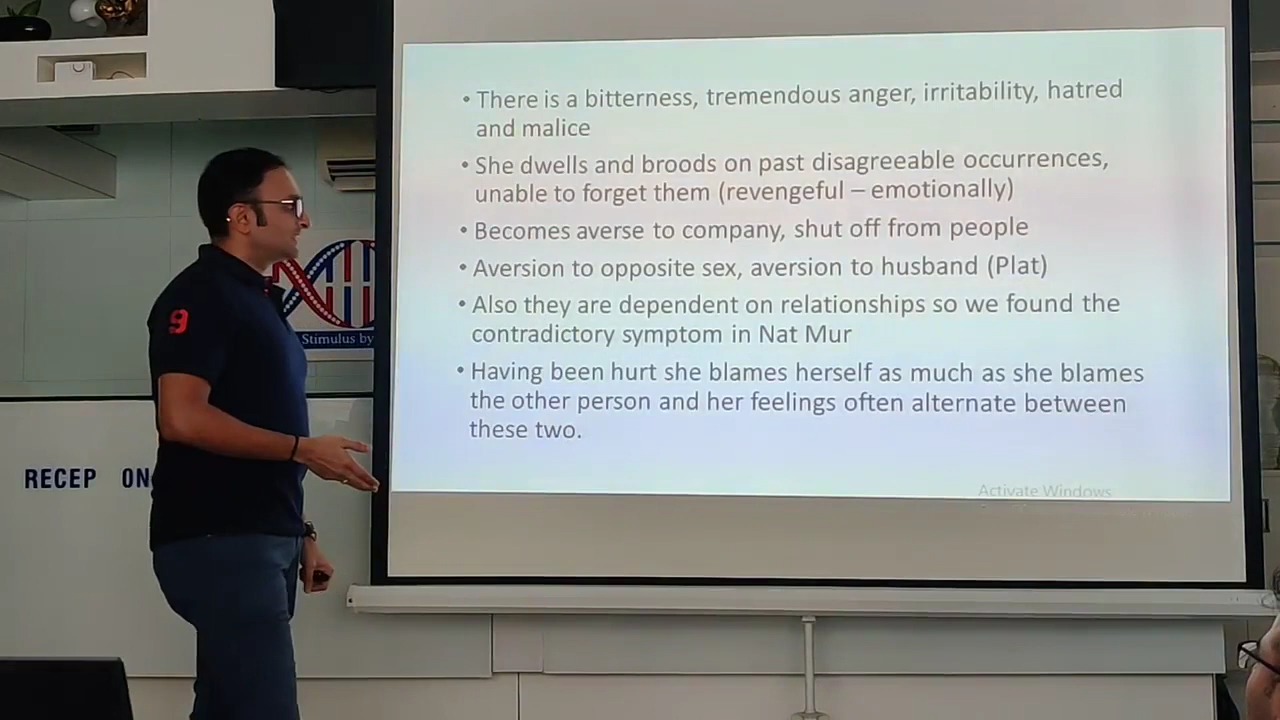 • There is a bitterness, tremendous anger, irritability, hatred
and malice
• She dwells and broods on past disagreeable occurrences,
unable to forget them (revengeful – emotionally)
• Becomes averse to company, shut off from people
• Aversion to opposite sex, aversion to husband (Plat)
• Also they are dependent on relationships so we found the
contradictory symptom in Nat Mur
• Having been hurt she blames herself as much as she blames
the other person and her feelings often alternate between
these two.
Activate Windows
9
Stimulus by
RECEP ON